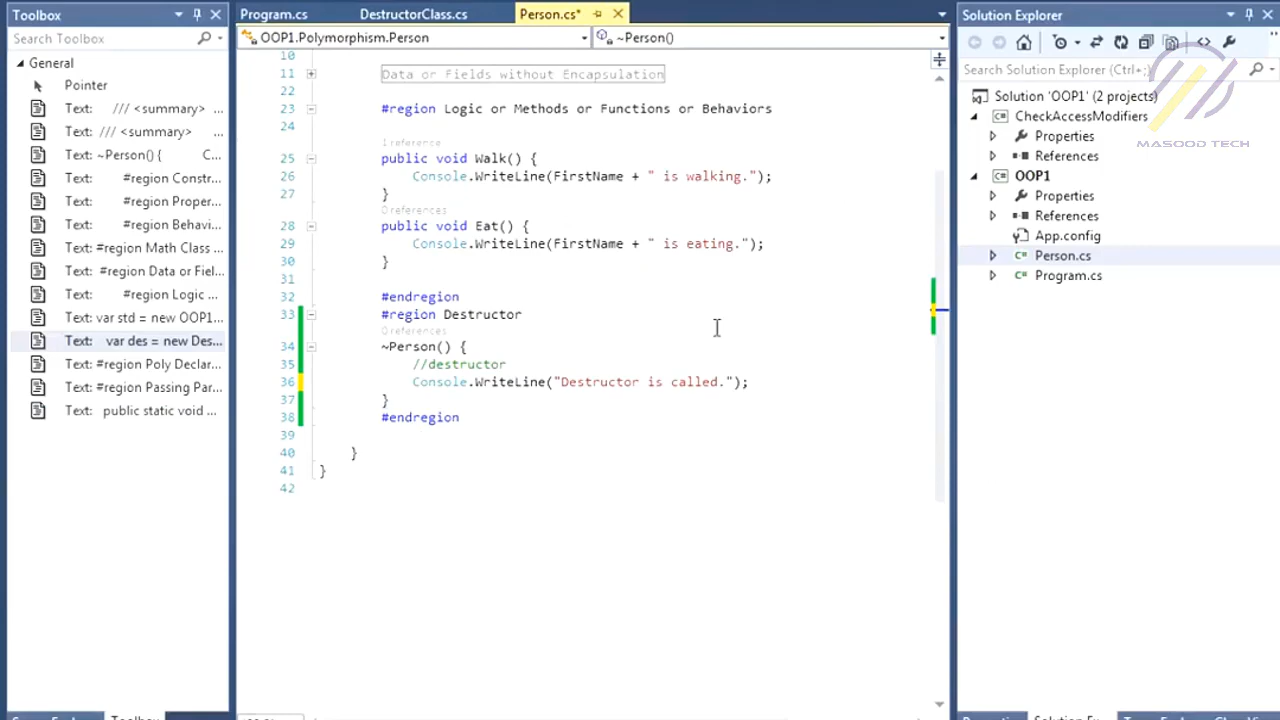 Toolbox
Search Toolbox
General
Pointer
Text: /// <summary> ...
Text: /// <summary> ...
Text: ~Person() { C...
Text: #region Constr...
Text: #region Proper...
Text: #region Behavi...
Text: #region Math Class ...
Text: #region Data or Fiel...
Text: #region Logic ...
Text: var std = new OOP1...
Text: var des = new Des...
Text: #region Poly Declar...
Text: #region Passing Par...
Text: public static void ...
Program.cs DestructorClass.cs Person.cs*
OOP1.Polymorphism.Person ~Person()
10
11 Data or Fields without Encapsulation
22
23 #region Logic or Methods or Functions or Behaviors
24
1 reference
25 public void Walk() {
26 Console.WriteLine(FirstName + " is walking.");
27 }
0 references
28 public void Eat() {
29 Console.WriteLine(FirstName + " is eating.");
30 }
31
32 #endregion
33 #region Destructor
0 references
34 ~Person() {
35 //destructor
36 Console.WriteLine("Destructor is called.");
37 }
38 #endregion
39
40 }
41 }
42
Solution Explorer
Search Solution Explorer (Ctrl+;)
Solution 'OOP1' (2 projects)
CheckAccessModifiers
Properties
References
OOP1
Properties
References
App.config
Person.cs
Program.cs
MASOOD TECH